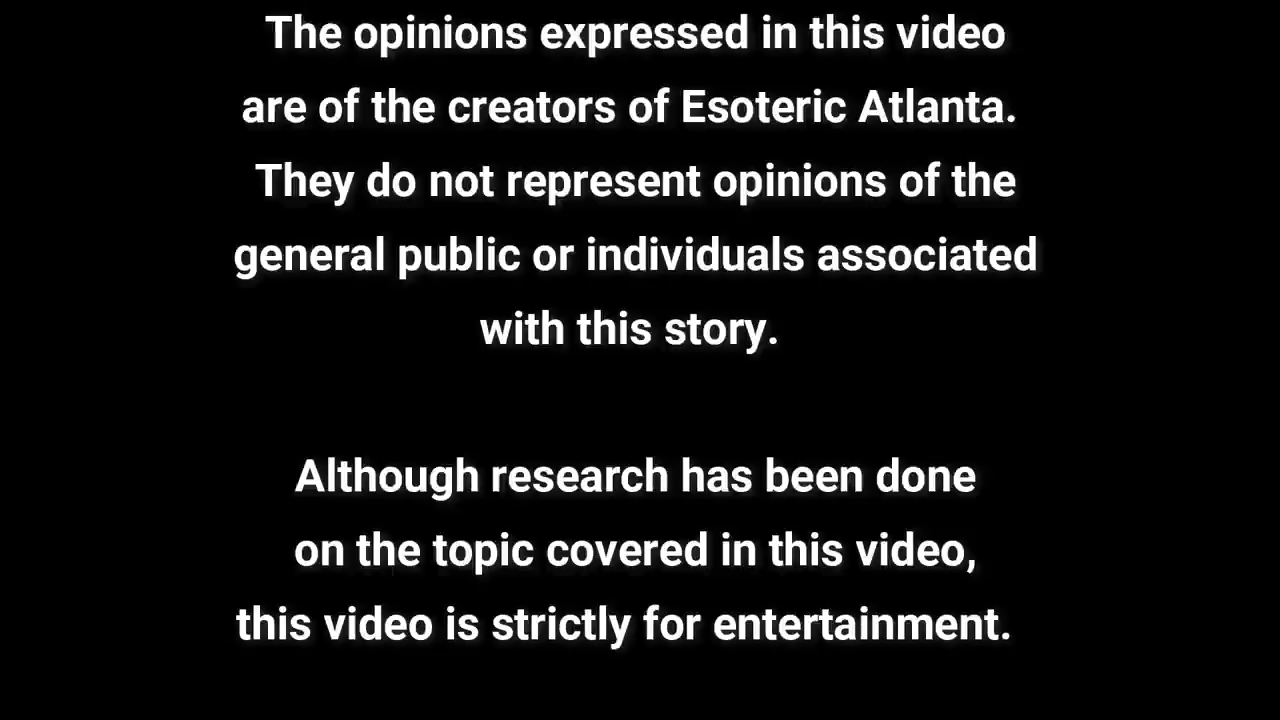 The opinions expressed in this video
are of the creators of Esoteric Atlanta.
They do not represent opinions of the
general public or individuals associated
with this story.
Although research has been done
on the topic covered in this video,
this video is strictly for entertainment.